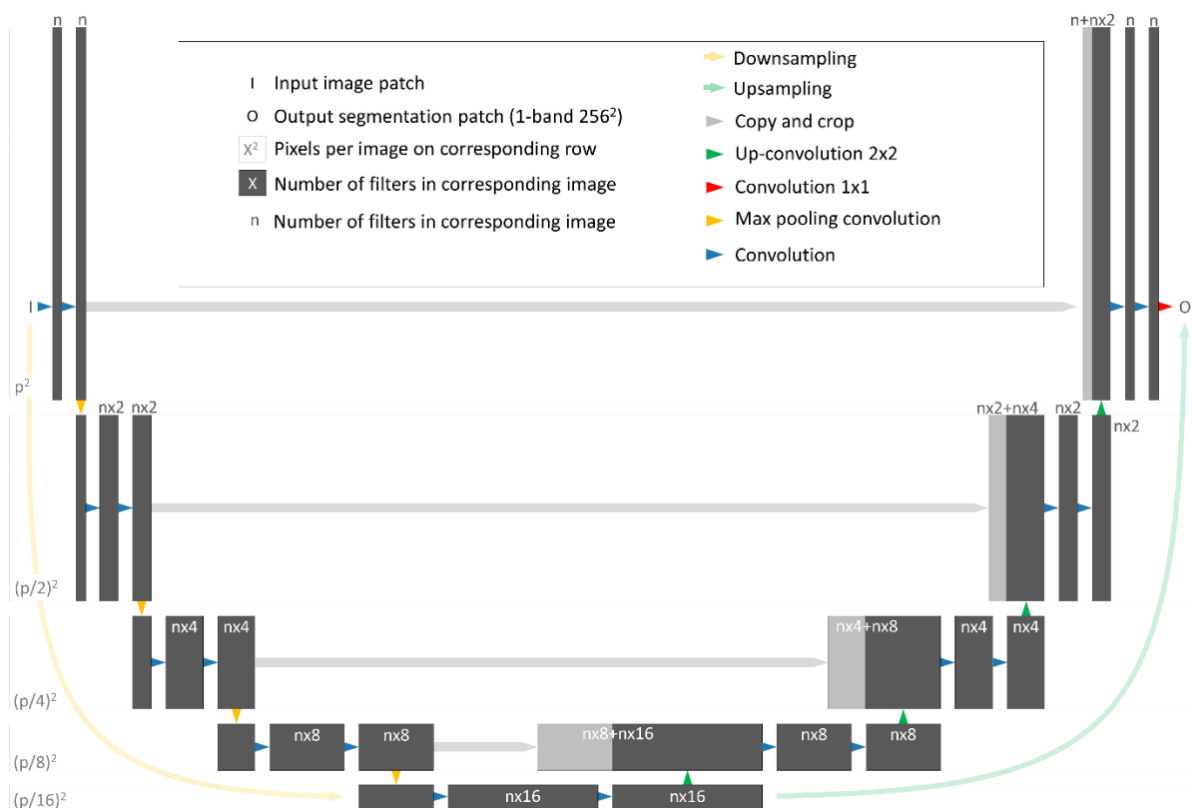 n n n+nx2 n n
I Input image patch
O Output segmentation patch (1-band 256²)
X² Pixels per image on corresponding row
X Number of filters in corresponding image
n Number of filters in corresponding image
Downsampling
Upsampling
Copy and crop
Up-convolution 2x2
Convolution 1x1
Max pooling convolution
Convolution
I O
p²
nx2 nx2 nx2+nx4 nx2 nx2
(p/2)²
nx4 nx4 nx4+nx8 nx4 nx4
(p/4)²
nx8 nx8 nx8+nx16 nx8 nx8
(p/8)²
nx16 nx16
(p/16)²